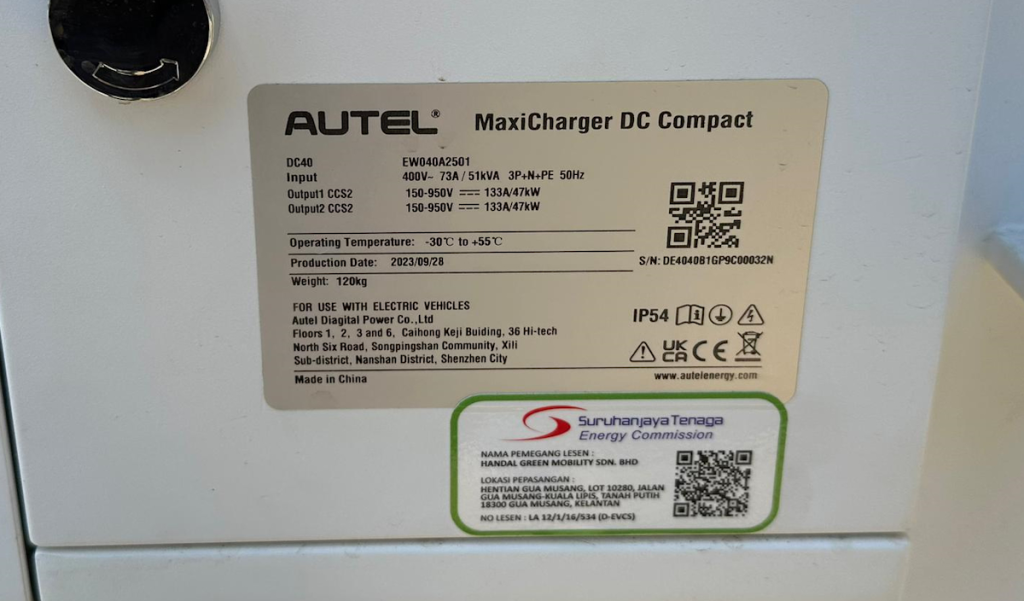 AUTEL® MaxiCharger DC Compact
DC40 EW040A2501
Input 400V~ 73A / 51kVA 3P+N+PE 50Hz
Output1 CCS2 150-950V ⎓ 133A/47kW
Output2 CCS2 150-950V ⎓ 133A/47kW
Operating Temperature: -30℃ to +55℃
Production Date: 2023/09/28
Weight: 120kg
S/N: DE4040B1GP9C00032N
FOR USE WITH ELECTRIC VEHICLES
Autel Diagital Power Co.,Ltd
Floors 1, 2, 3 and 6, Caihong Keji Buiding, 36 Hi-tech
North Six Road, Songpingshan Community, Xili
Sub-district, Nanshan District, Shenzhen City
Made in China
IP54
UK
CA CE
www.autelenergy.com
Suruhanjaya Tenaga
Energy Commission
NAMA PEMEGANG LESEN :
HANDAL GREEN MOBILITY SDN. BHD
LOKASI PEPASANGAN :
HENTIAN GUA MUSANG, LOT 10280, JALAN
GUA MUSANG-KUALA LIPIS, TANAH PUTIH
18300 GUA MUSANG, KELANTAN
NO LESEN : LA 12/1/16/534 (D-EVCS)